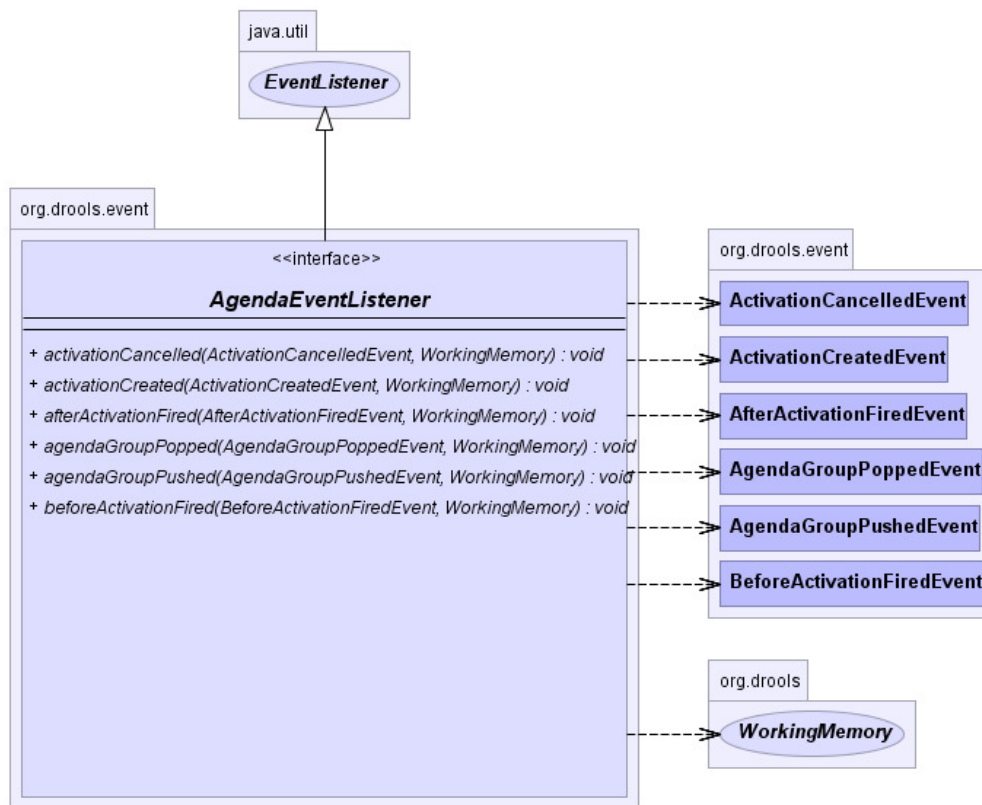 java.util
EventListener
org.drools.event
<<interface>>
AgendaEventListener
+ activationCancelled(ActivationCancelledEvent, WorkingMemory) : void
+ activationCreated(ActivationCreatedEvent, WorkingMemory) : void
+ afterActivationFired(AfterActivationFiredEvent, WorkingMemory) : void
+ agendaGroupPopped(AgendaGroupPoppedEvent, WorkingMemory) : void
+ agendaGroupPushed(AgendaGroupPushedEvent, WorkingMemory) : void
+ beforeActivationFired(BeforeActivationFiredEvent, WorkingMemory) : void
org.drools.event
ActivationCancelledEvent
ActivationCreatedEvent
AfterActivationFiredEvent
AgendaGroupPoppedEvent
AgendaGroupPushedEvent
BeforeActivationFiredEvent
org.drools
WorkingMemory